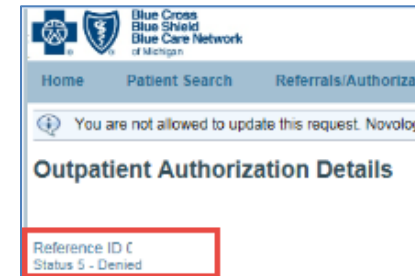 Blue Cross
Blue Shield
Blue Care Network
of Michigan
Home Patient Search Referrals/Authoriza
You are not allowed to update this request. Novolog
Outpatient Authorization Details
Reference ID
Status 5 - Denied